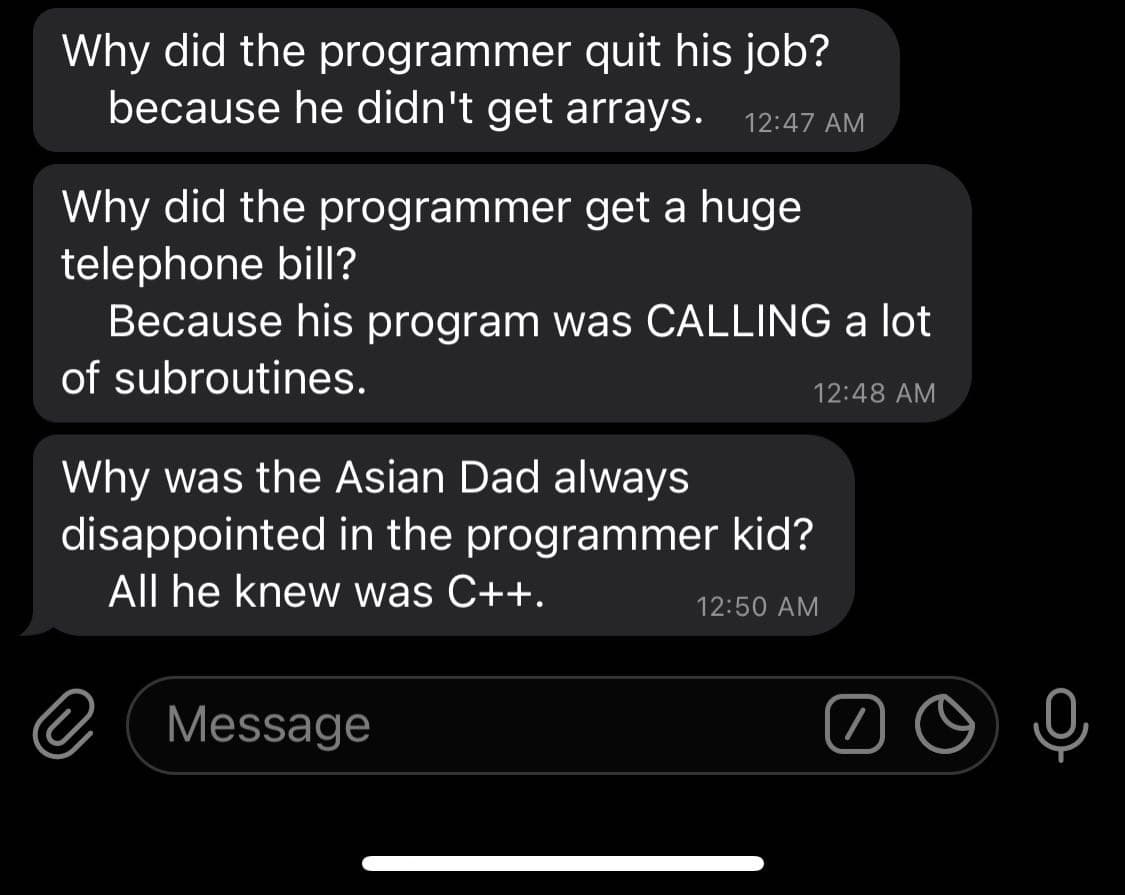 Why did the programmer quit his job?
because he didn't get arrays.
12:47 AM
Why did the programmer get a huge
telephone bill?
Because his program was CALLING a lot
of subroutines.
12:48 AM
Why was the Asian Dad always
disappointed in the programmer kid?
All he knew was C++.
12:50 AM
Message